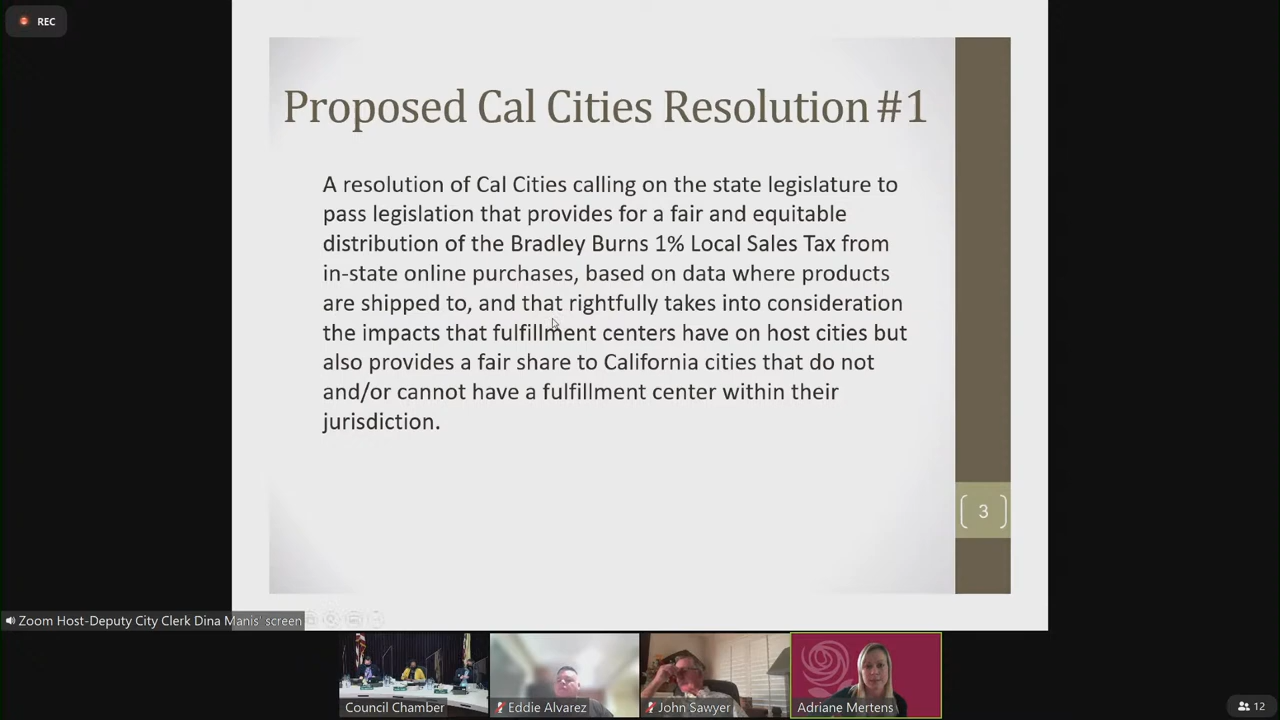 REC
Proposed Cal Cities Resolution #1
A resolution of Cal Cities calling on the state legislature to
pass legislation that provides for a fair and equitable
distribution of the Bradley Burns 1% Local Sales Tax from
in-state online purchases, based on data where products
are shipped to, and that rightfully takes into consideration
the impacts that fulfillment centers have on host cities but
also provides a fair share to California cities that do not
and/or cannot have a fulfillment center within their
jurisdiction.
3
Zoom Host-Deputy City Clerk Dina Manis' screen
Council Chamber
Eddie Alvarez
John Sawyer
Adriane Mertens
12